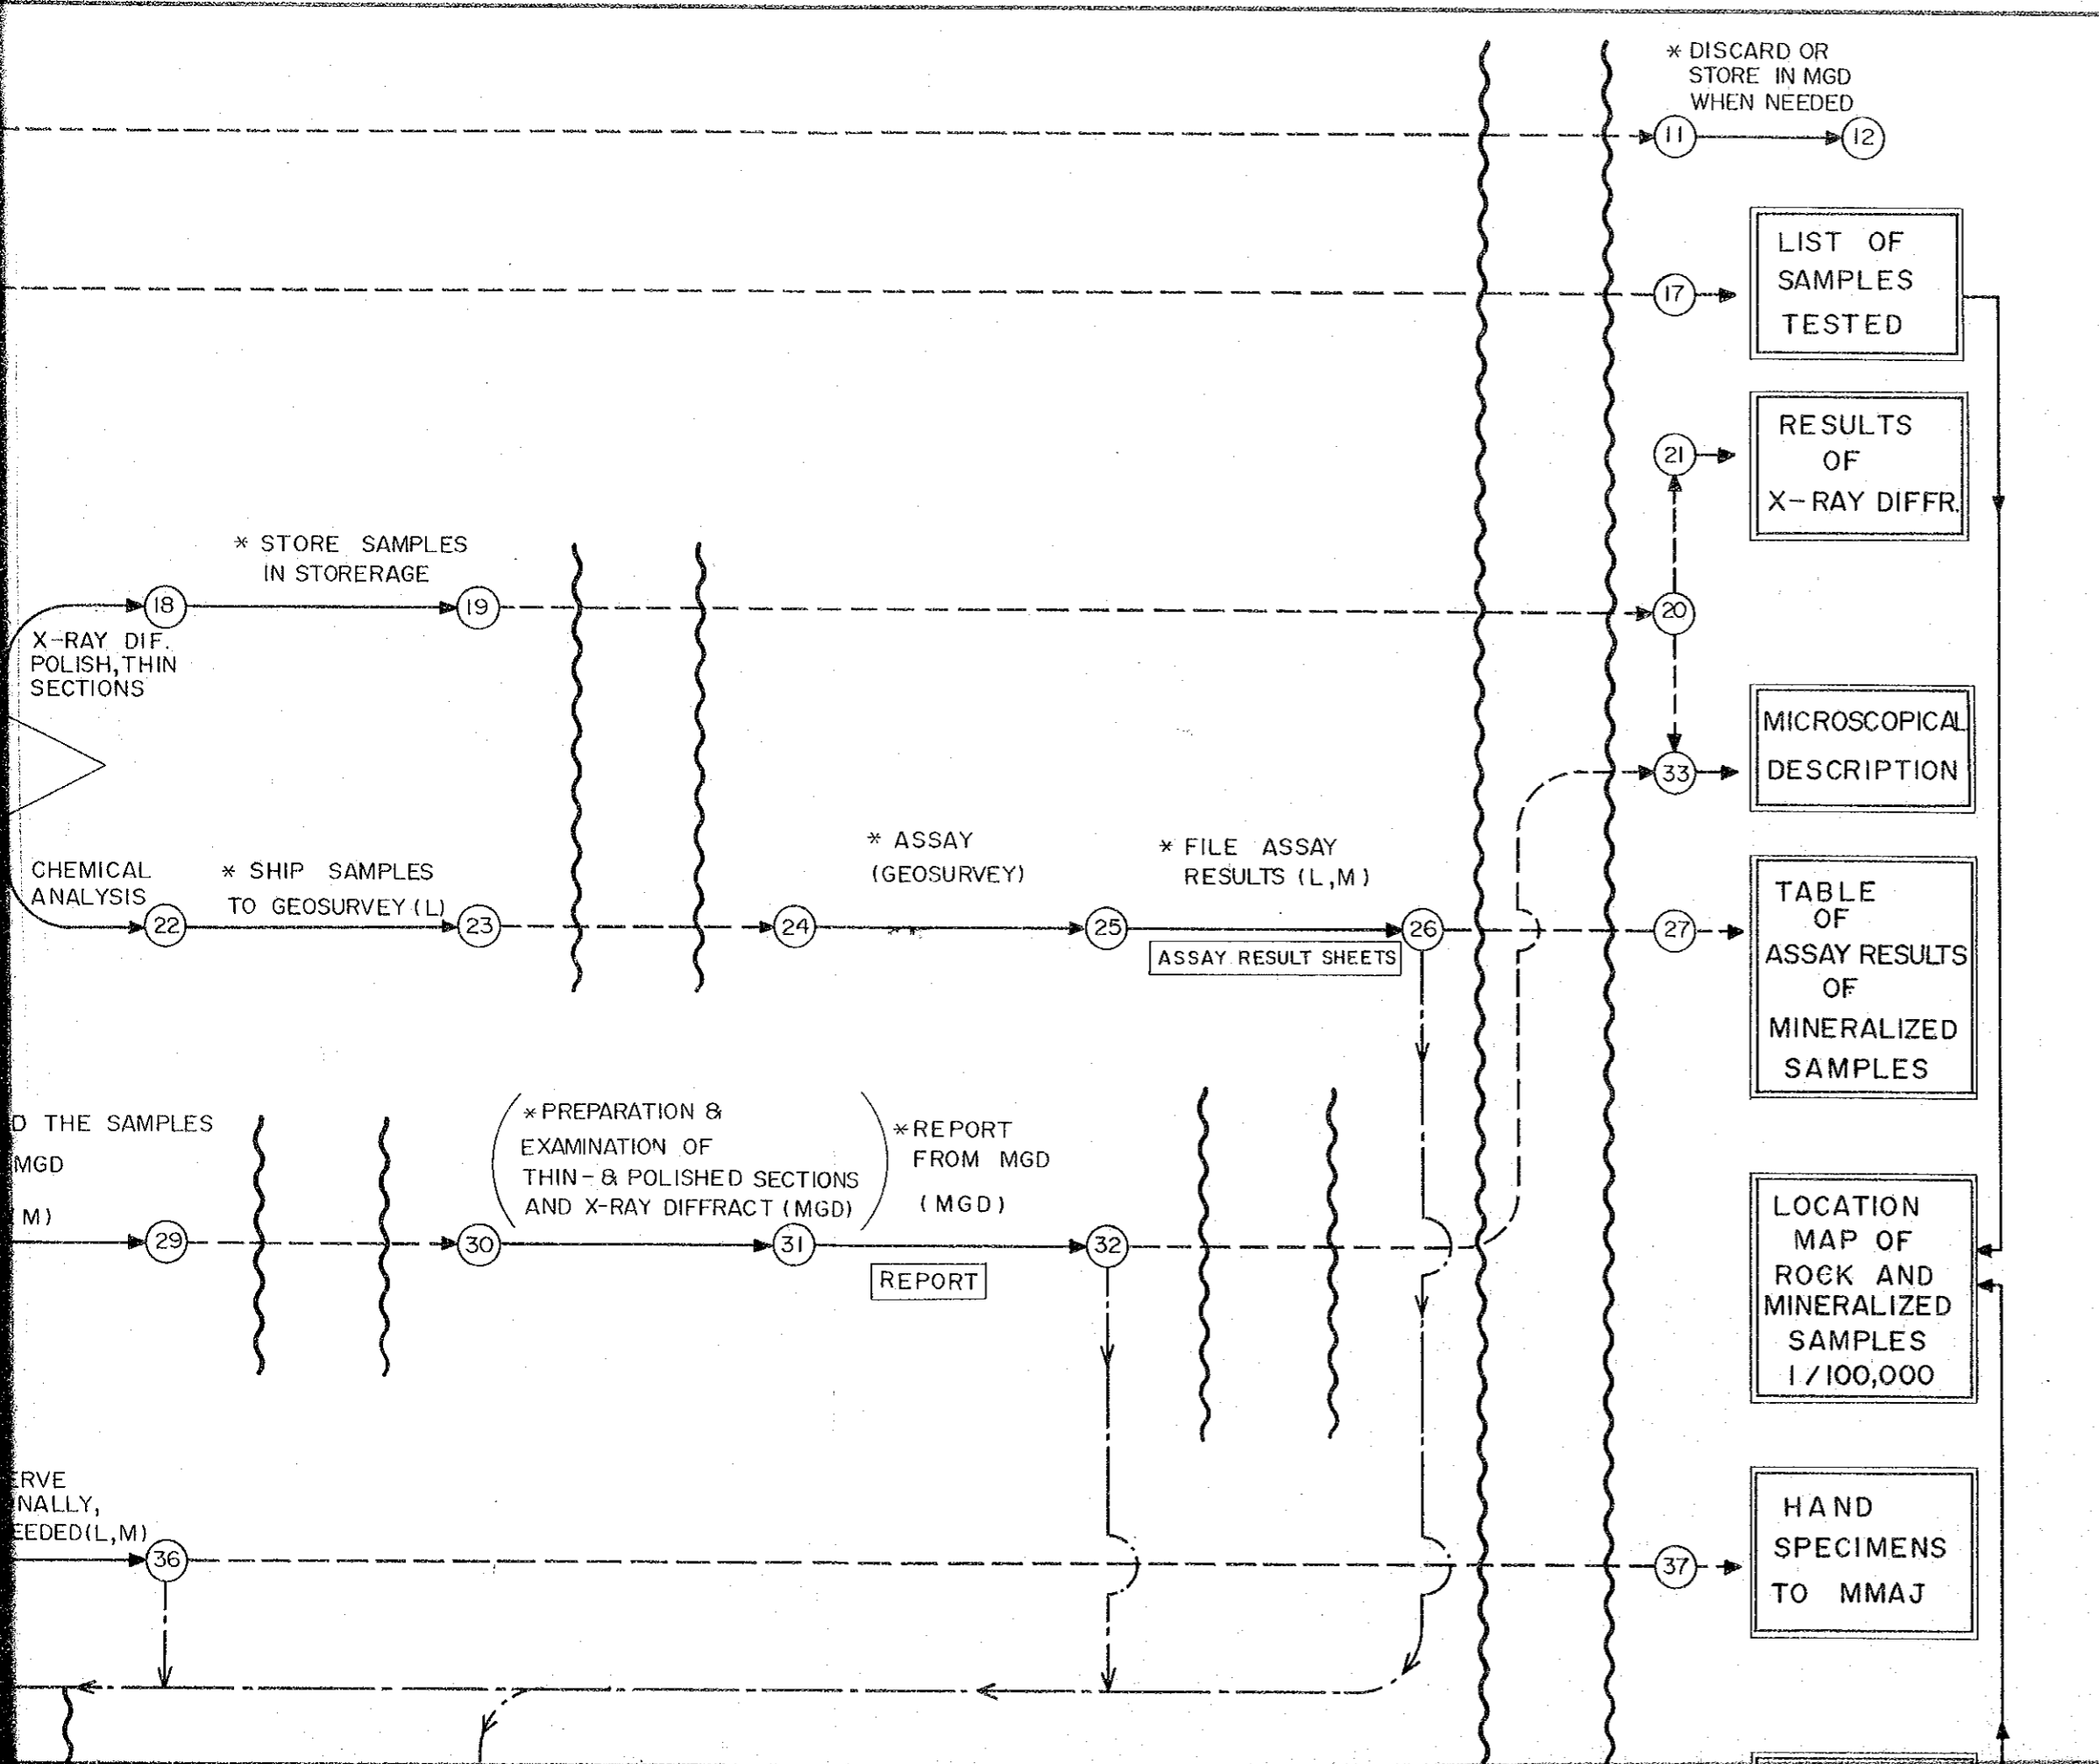 * DISCARD OR
STORE IN MGD
WHEN NEEDED
11
12
17
LIST OF
SAMPLES
TESTED
21
RESULTS
OF
X-RAY DIFFR.
* STORE SAMPLES
IN STORERAGE
18
19
20
X-RAY DIF.
POLISH, THIN
SECTIONS
33
MICROSCOPICAL
DESCRIPTION
CHEMICAL
ANALYSIS
* SHIP SAMPLES
TO GEOSURVEY (L)
* ASSAY
(GEOSURVEY)
* FILE ASSAY
RESULTS (L,M)
22
23
24
25
26
27
ASSAY RESULT SHEETS
TABLE
OF
ASSAY RESULTS
OF
MINERALIZED
SAMPLES
D THE SAMPLES
MGD
M)
* PREPARATION &
EXAMINATION OF
THIN- & POLISHED SECTIONS
AND X-RAY DIFFRACT (MGD)
* REPORT
FROM MGD
(MGD)
29
30
31
32
REPORT
LOCATION
MAP OF
ROCK AND
MINERALIZED
SAMPLES
1/100,000
ERVE
NALLY,
EEDED(L,M)
36
37
HAND
SPECIMENS
TO MMAJ